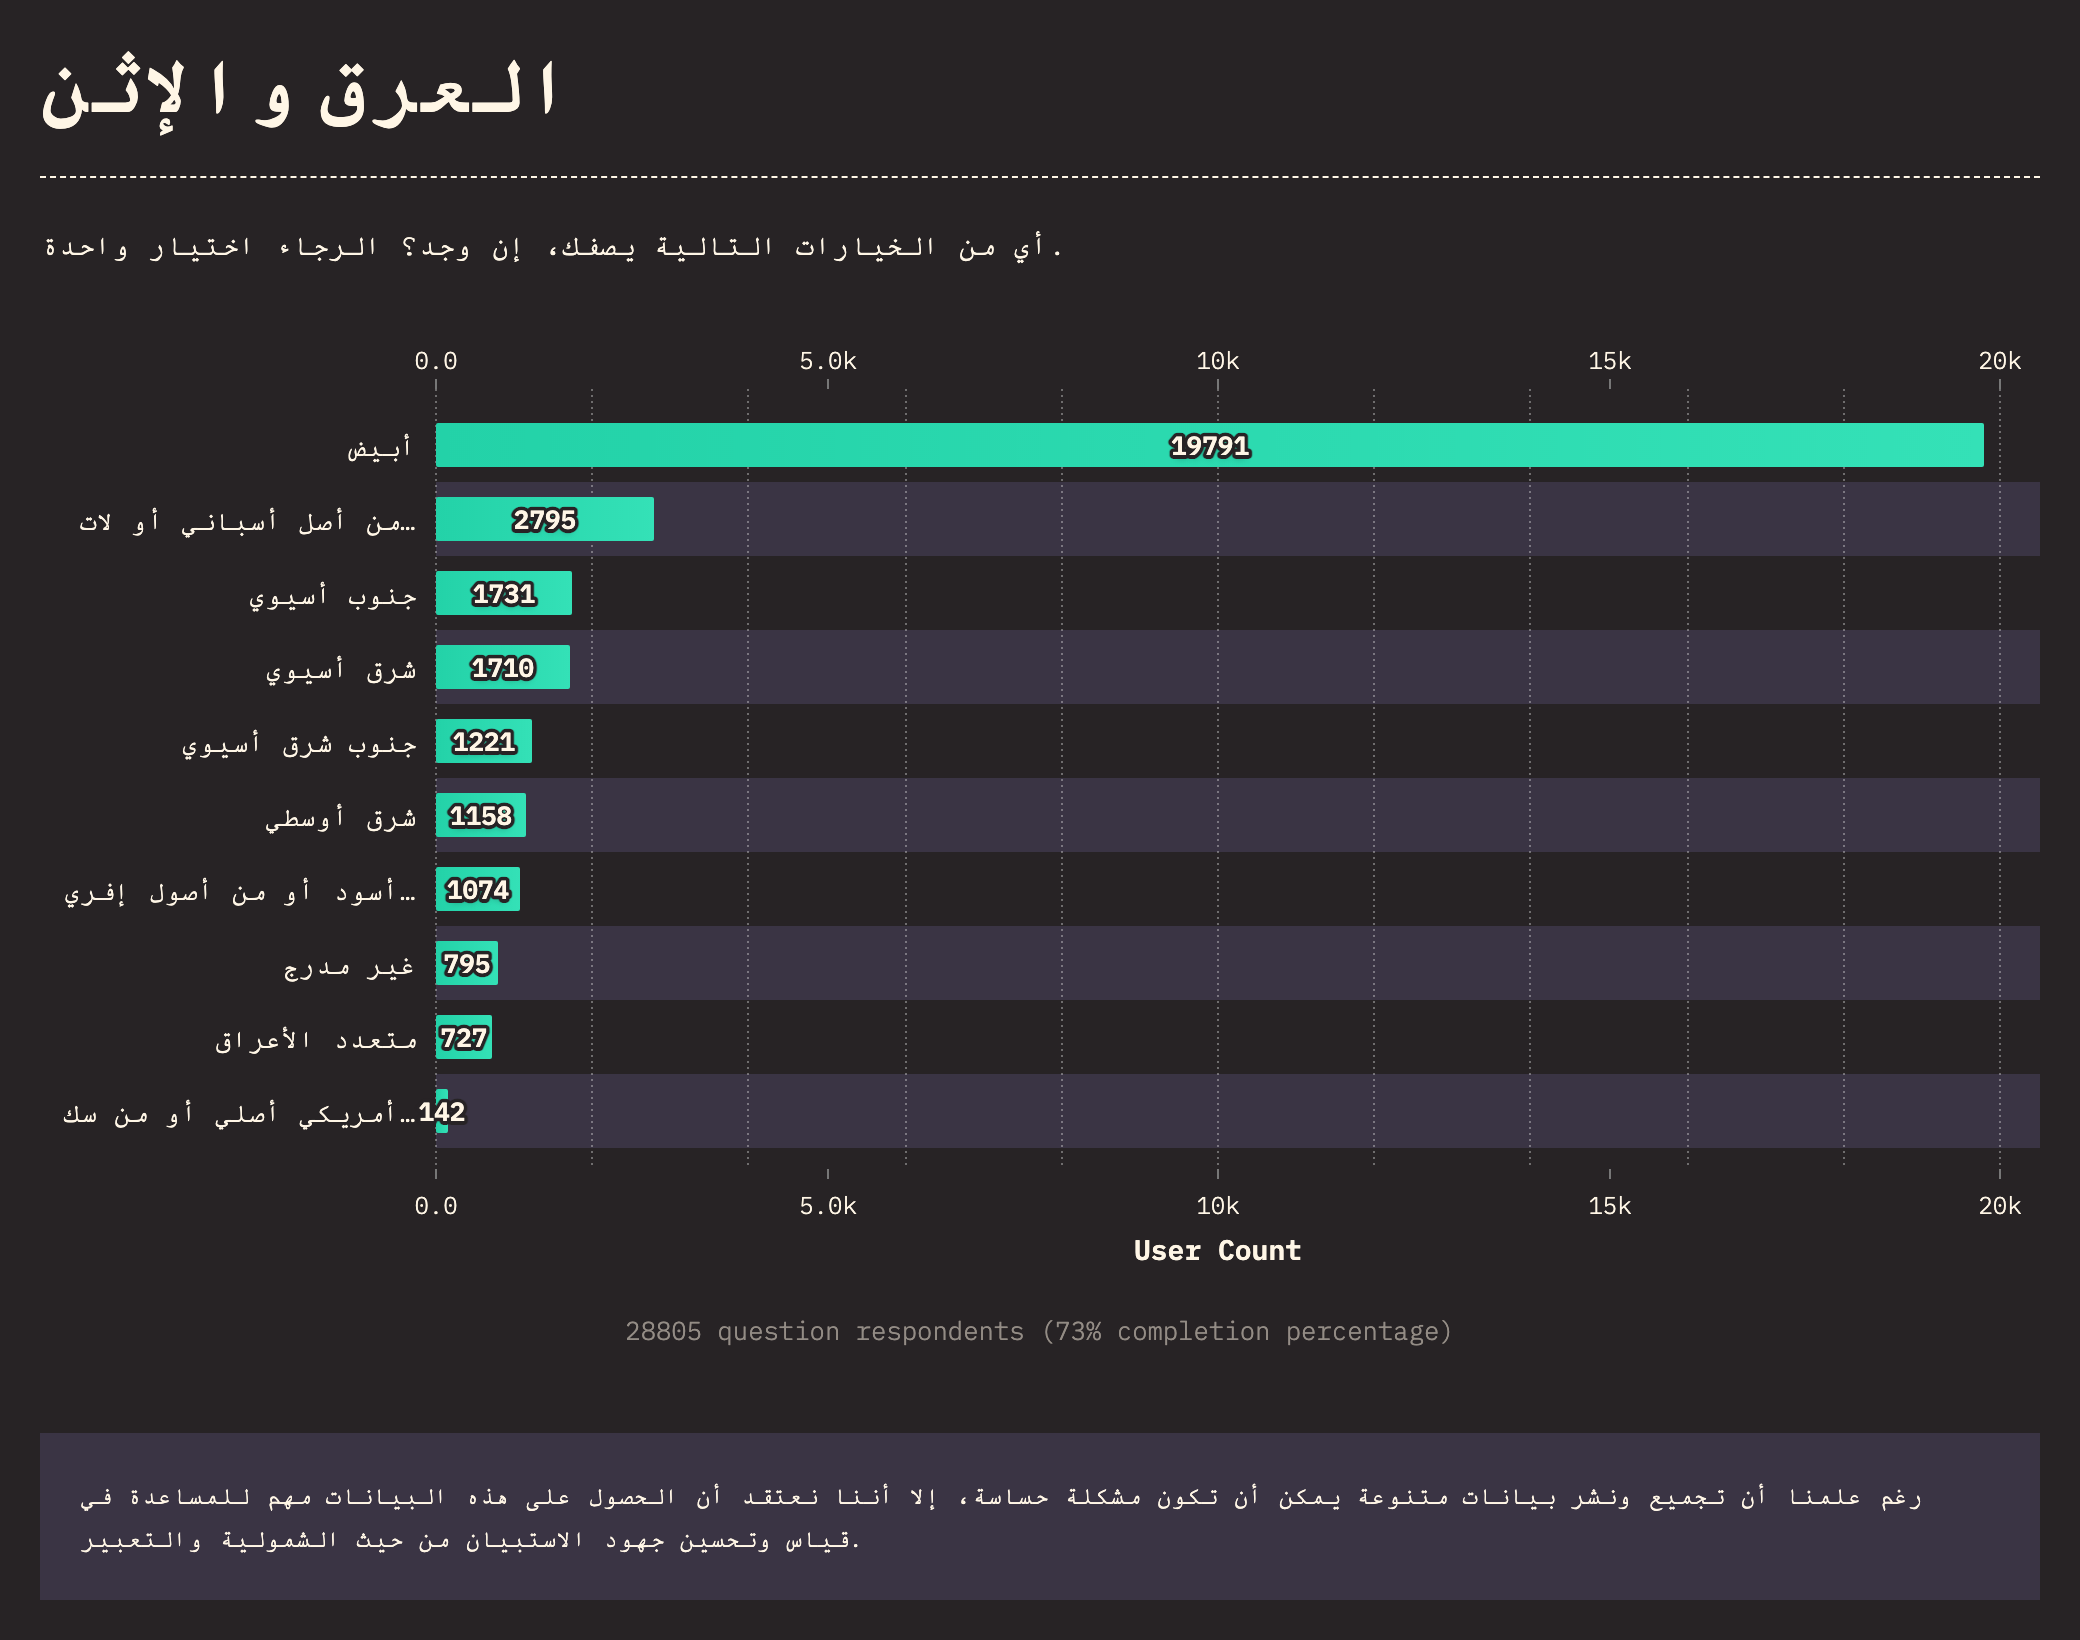 العرق والإثن
أي من الخيارات التالية يصفك، إن وجد؟ الرجاء اختيار واحدة.
0.0 5.0k 10k 15k 20k
أبيض 19791
من أصل أسباني أو لات… 2795
جنوب أسيوي 1731
شرق أسيوي 1710
جنوب شرق أسيوي 1221
شرق أوسطي 1158
أسود أو من أصول إفري… 1074
غير مدرج 795
متعدد الأعراق 727
أمريكي أصلي أو من سك… 142
0.0 5.0k 10k 15k 20k
User Count
28805 question respondents (73% completion percentage)
رغم علمنا أن تجميع ونشر بيانات متنوعة يمكن أن تكون مشكلة حساسة، إلا أننا نعتقد أن الحصول على هذه البيانات مهم للمساعدة في
قياس وتحسين جهود الاستبيان من حيث الشمولية والتعبير.